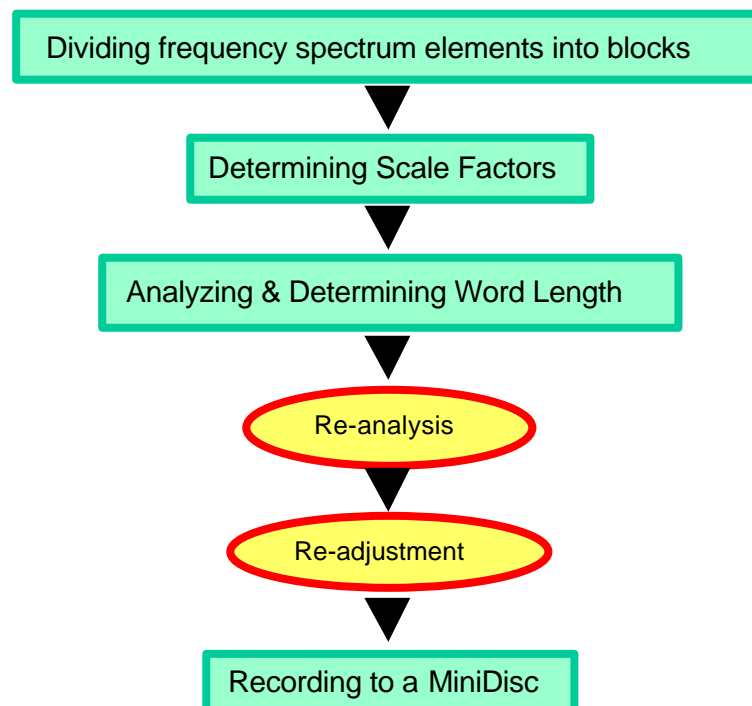 Dividing frequency spectrum elements into blocks
Determining Scale Factors
Analyzing & Determining Word Length
Re-analysis
Re-adjustment
Recording to a MiniDisc